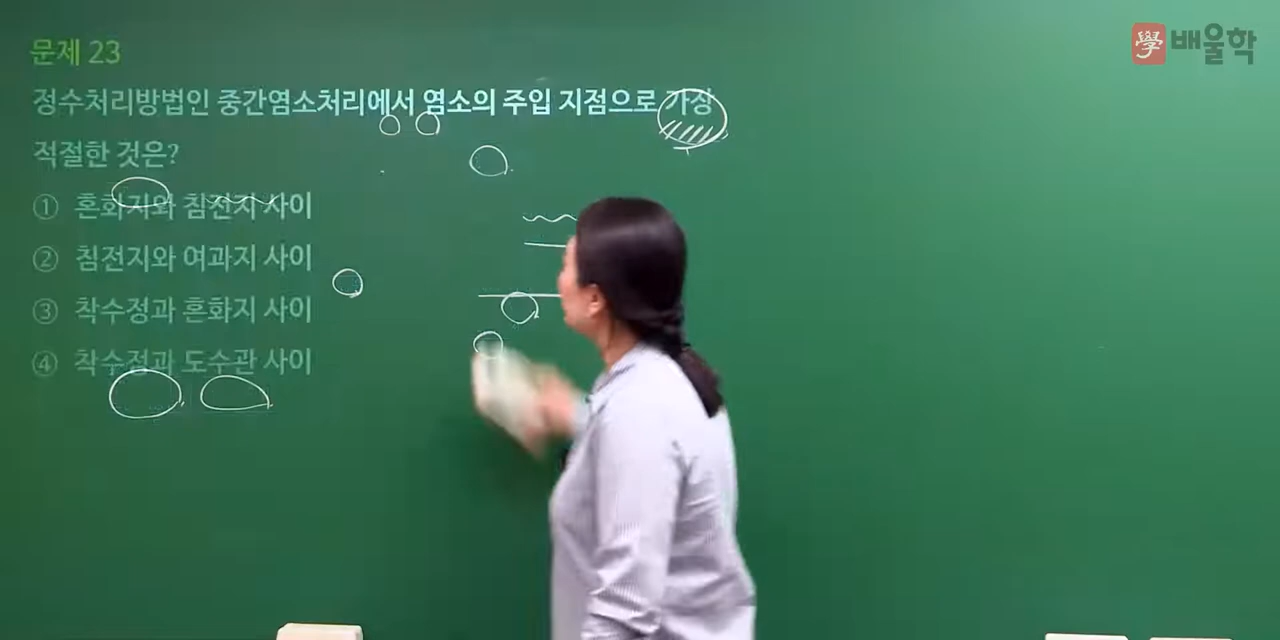 문제 23
學배울학
정수처리방법인 중간염소처리에서 염소의 주입 지점으로 가장
적절한 것은?
① 혼화지와 침전지 사이
② 침전지와 여과지 사이
③ 착수정과 혼화지 사이
④ 착수정과 도수관 사이